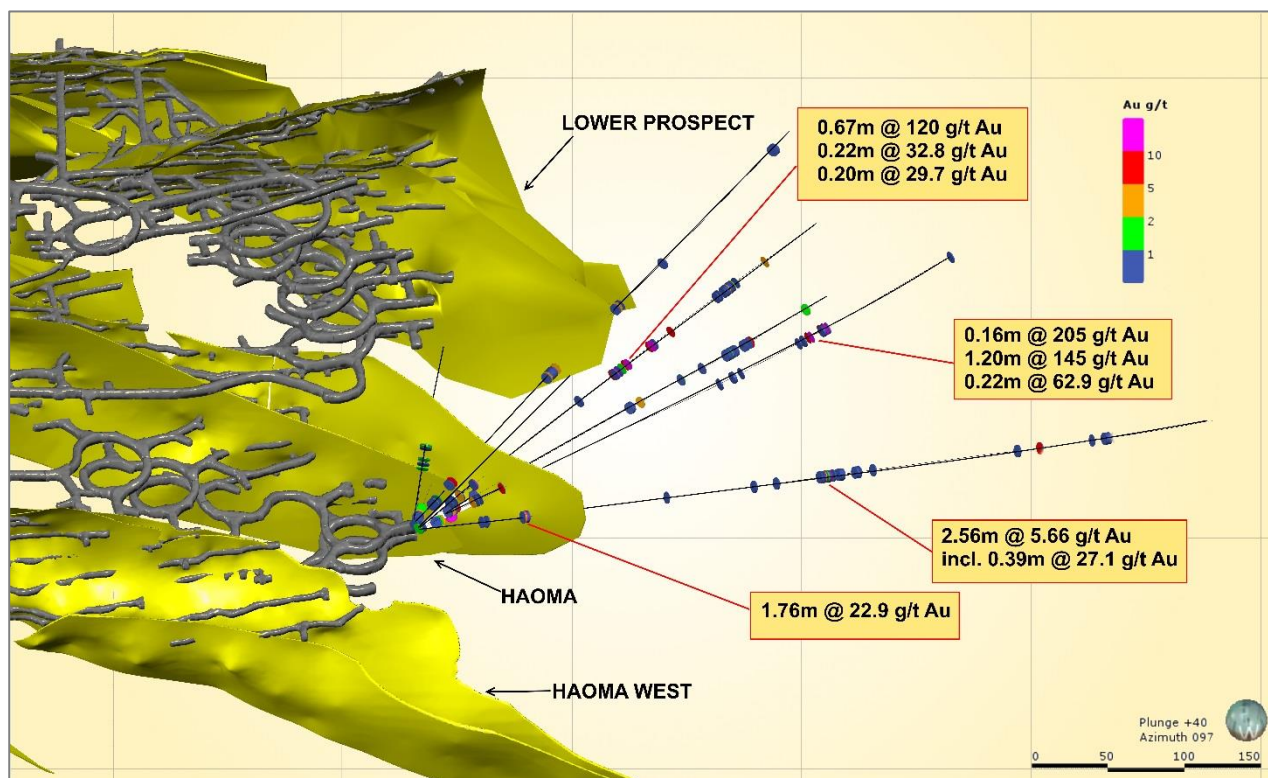 LOWER PROSPECT
0.67m @ 120 g/t Au
0.22m @ 32.8 g/t Au
0.20m @ 29.7 g/t Au
Au g/t
10
5
2
1
0.16m @ 205 g/t Au
1.20m @ 145 g/t Au
0.22m @ 62.9 g/t Au
2.56m @ 5.66 g/t Au
incl. 0.39m @ 27.1 g/t Au
HAOMA
1.76m @ 22.9 g/t Au
HAOMA WEST
Plunge +40
Azimuth 097
0 50 100 150